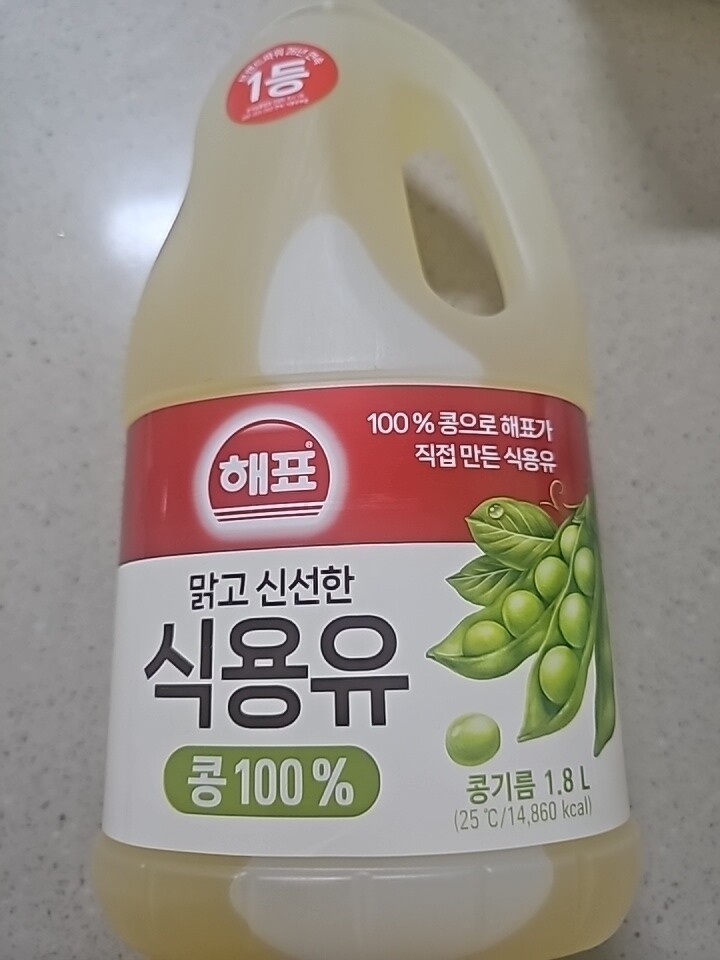 1등
해표
100% 콩으로 해표가
직접 만든 식용유
맑고 신선한
식용유
콩 100%
콩기름 1.8 L
(25 ℃/14,860 kcal)